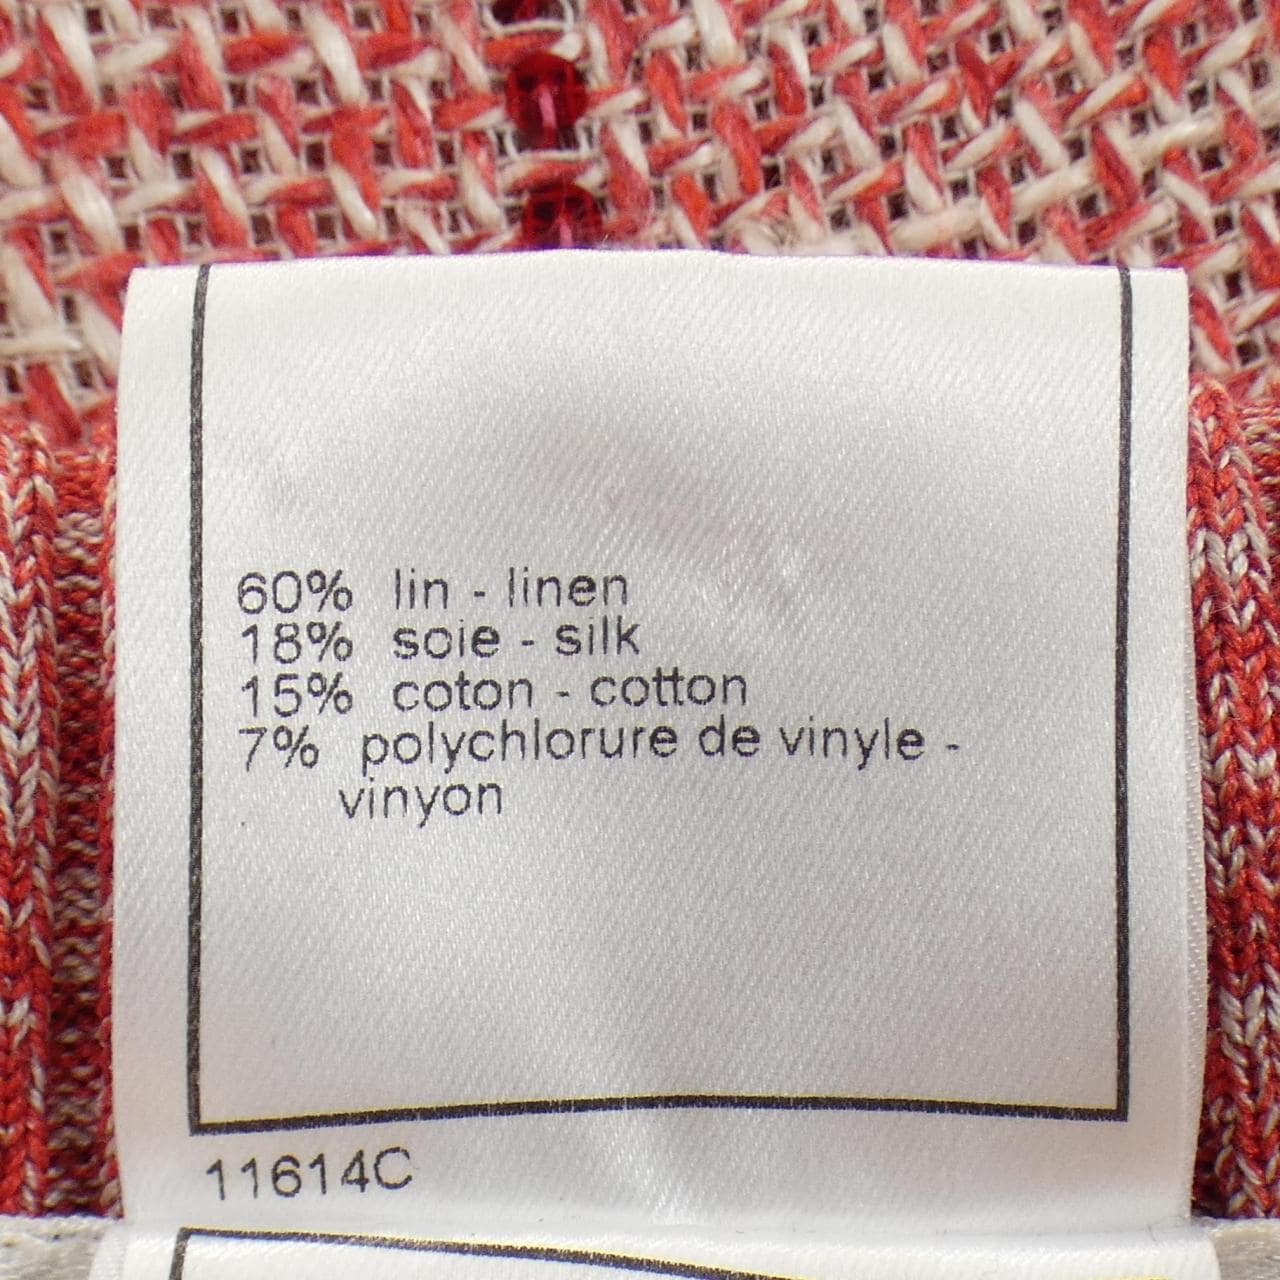 60% lin - linen
18% soie - silk
15% coton - cotton
7% polychlorure de vinyle -
vinyon
11614C